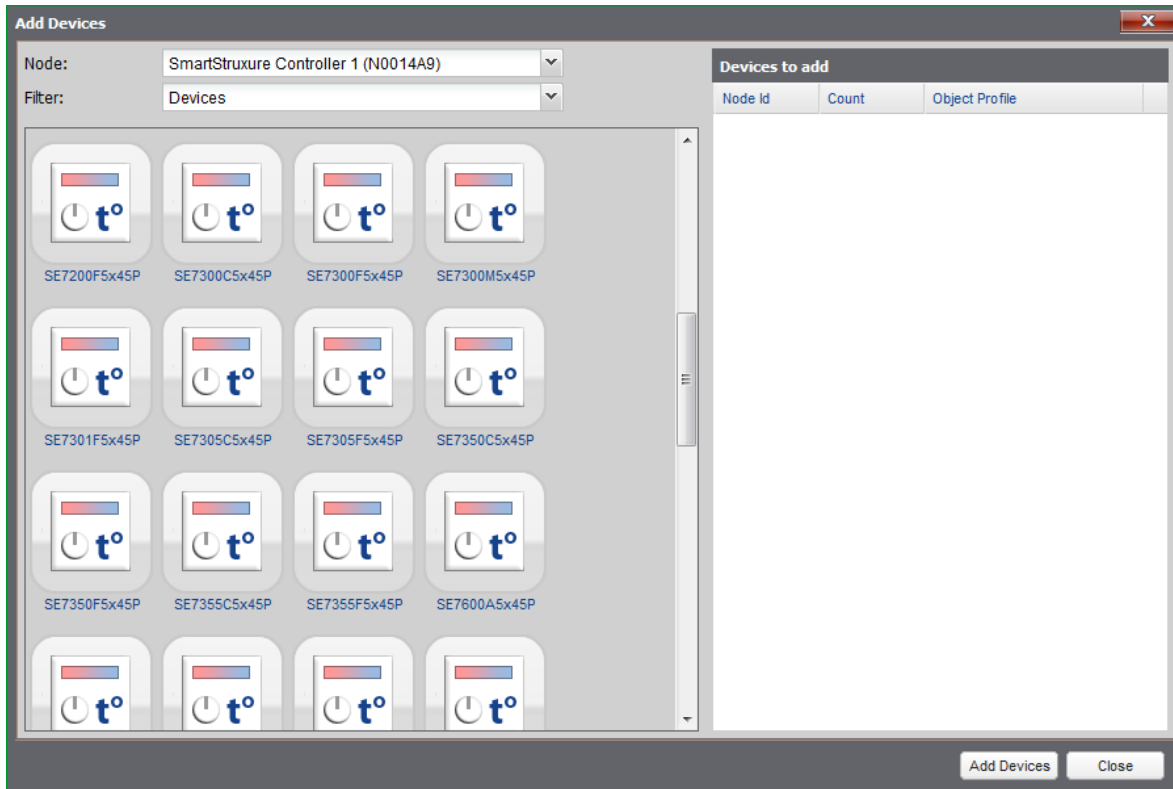 Add Devices
Node: SmartStruxure Controller 1 (N0014A9)
Filter: Devices
Devices to add
Node Id Count Object Profile
t° t° t° t°
SE7200F5x45P SE7300C5x45P SE7300F5x45P SE7300M5x45P
t° t° t° t°
SE7301F5x45P SE7305C5x45P SE7305F5x45P SE7350C5x45P
t° t° t° t°
SE7350F5x45P SE7355C5x45P SE7355F5x45P SE7600A5x45P
t° t° t° t°
Add Devices Close